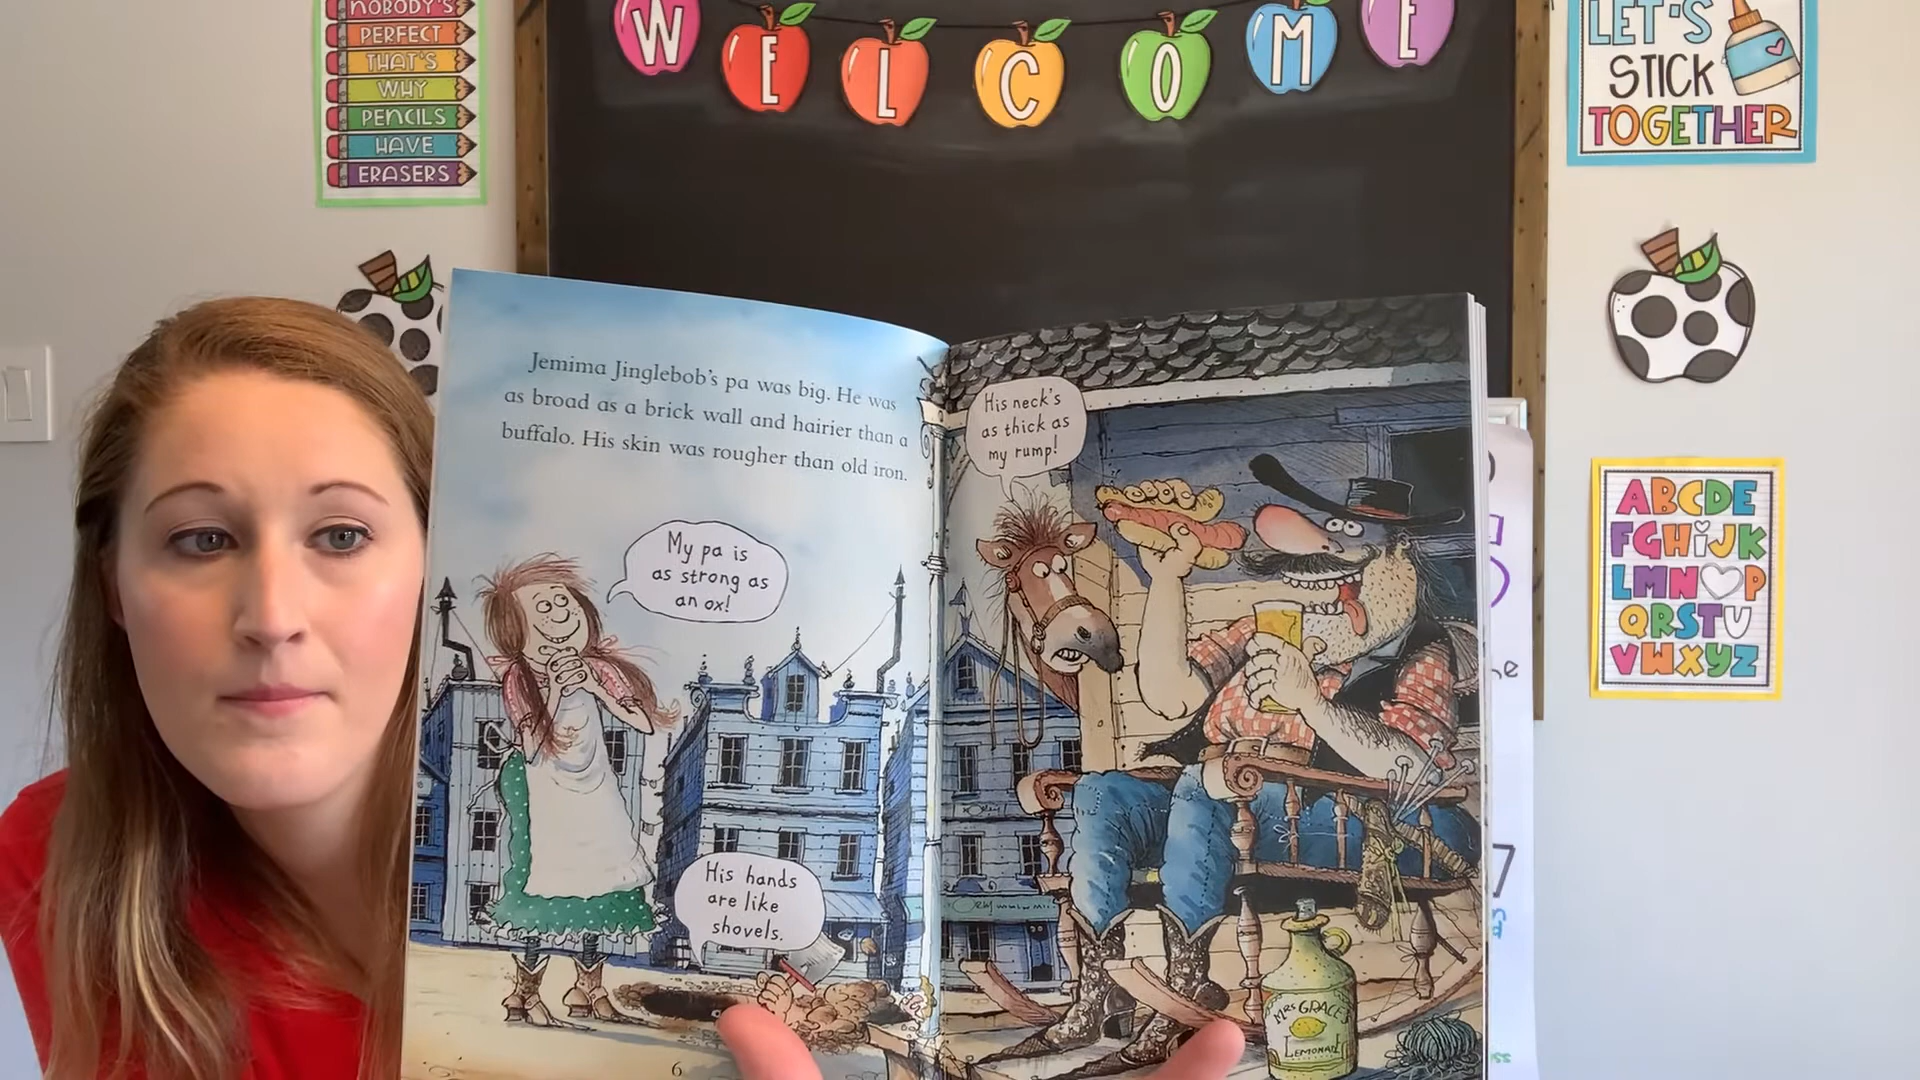 NOBODY'S
PERFECT
THAT'S
WHY
PENCILS
HAVE
ERASERS
WELCOME
LET'S
STICK
TOGETHER
ABCDE
FGHiJK
LMN P
QRSTU
VWXYZ
Jemima Jinglebob's pa was big. He was
as broad as a brick wall and hairier than a
buffalo. His skin was rougher than old iron.
My pa is
as strong as
an ox!
His hands
are like
shovels.
6
His neck's
as thick as
my rump!
MRS GRACE'S
LEMONADE